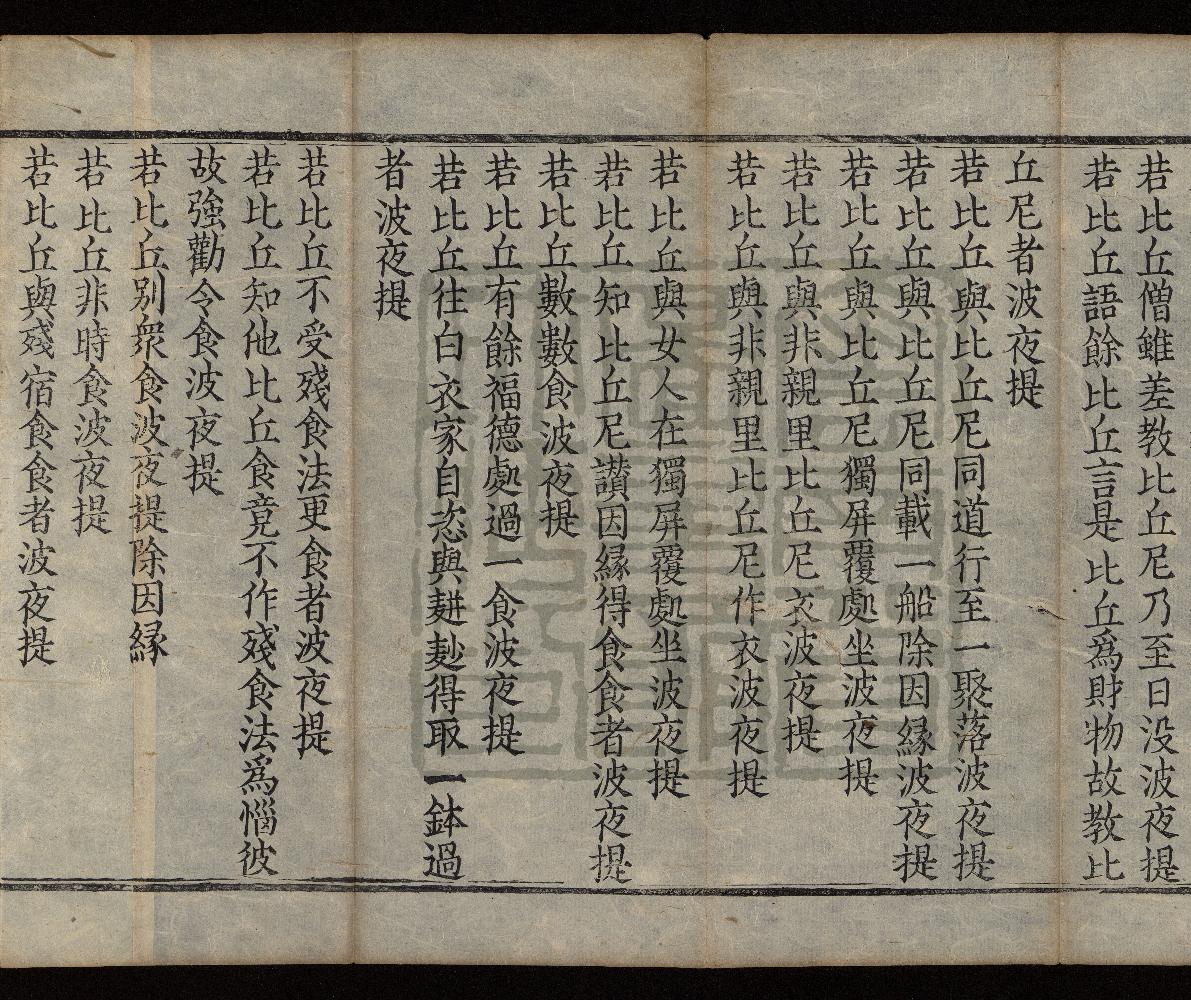 若比丘僧雖差教比丘尼乃至日没波夜提
若比丘語餘比丘言是比丘爲財物故教比
丘尼者波夜提
若比丘與比丘尼同道行至一聚落波夜提
若比丘與比丘尼同載一船除因縁波夜提
若比丘與比丘尼獨屏覆處坐波夜提
若比丘與非親里比丘尼衣波夜提
若比丘與非親里比丘尼作衣波夜提
若比丘與女人在獨屏覆處坐波夜提
若比丘知比丘尼讃因縁得食食者波夜提
若比丘數數食波夜提
若比丘有餘福德處過一食波夜提
若比丘往白衣家自恣與麨得取一鉢過
者波夜提
若比丘不受殘食法更食者波夜提
若比丘知他比丘食竟不作殘食法爲惱彼
故強勸令食波夜提
若比丘别衆食波夜提除因縁
若比丘非時食波夜提
若比丘與殘宿食食者波夜提